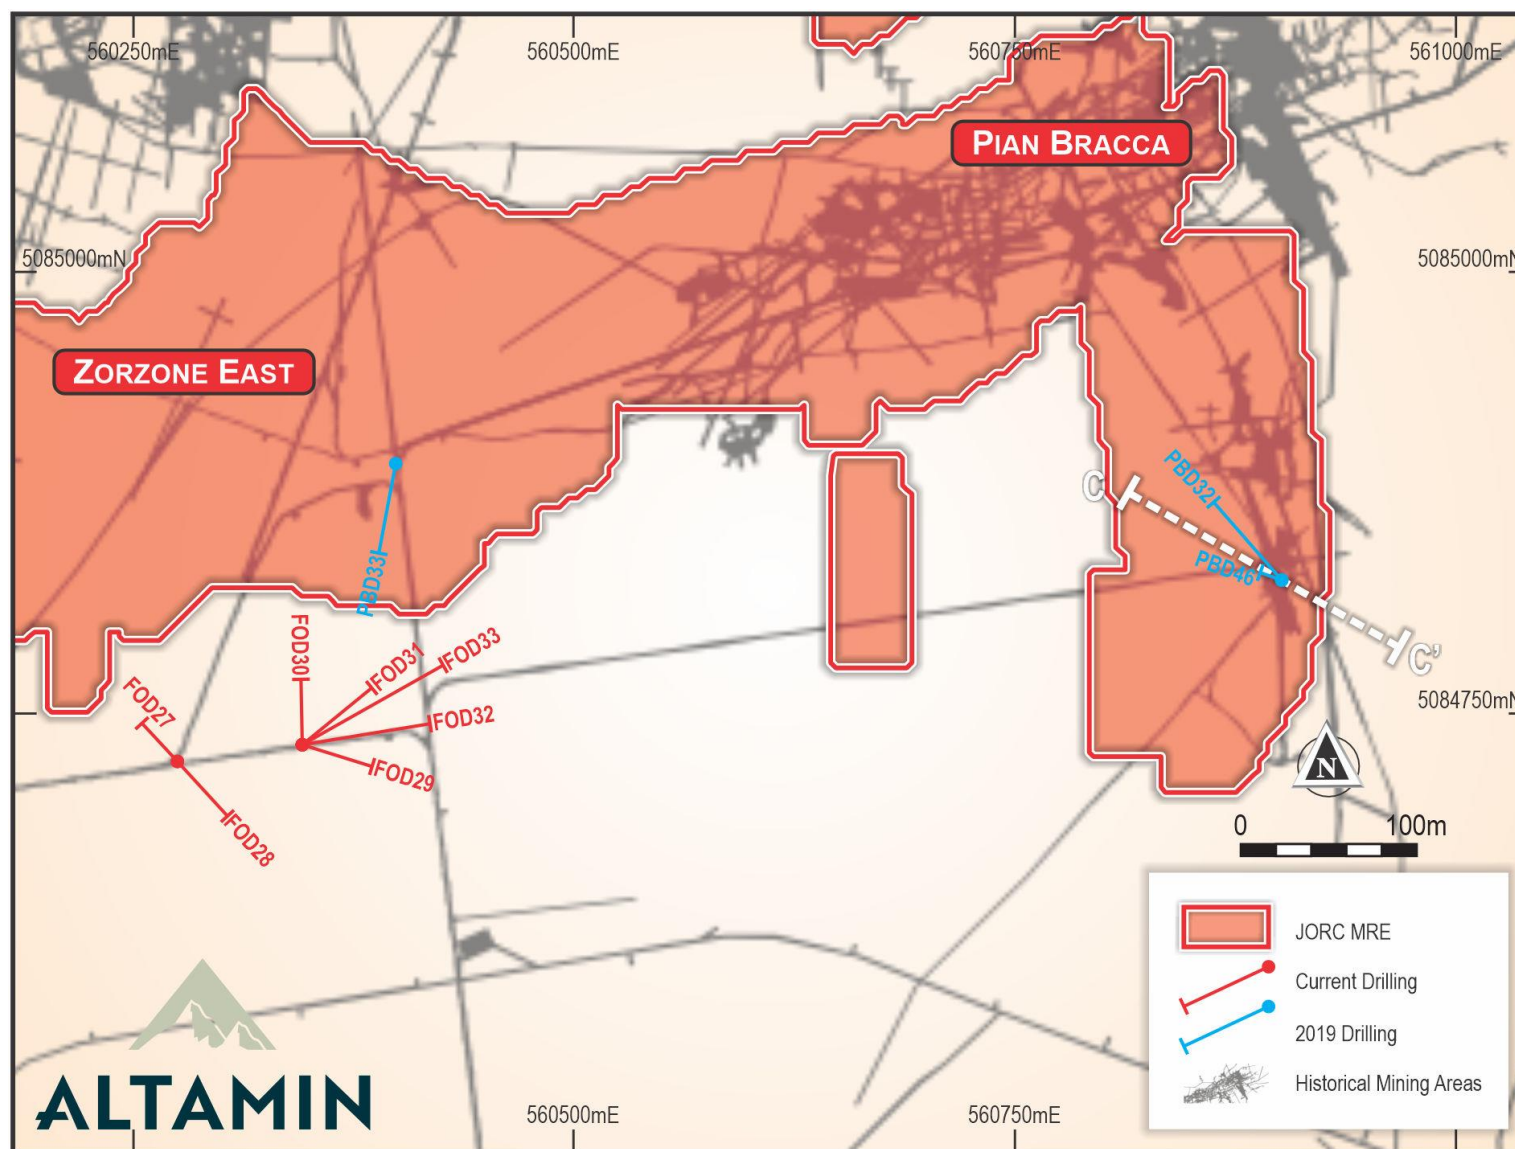 560250mE
560500mE
560750mE
561000mE
PIAN BRACCA
5085000mN
5085000mN
ZORZONE EAST
PBD33
C
PBD32
PBD46
C'
FOD30
FOD31
FOD33
FOD27
FOD32
FOD29
FOD28
5084750mN
N
0 100m
JORC MRE
Current Drilling
2019 Drilling
Historical Mining Areas
ALTAMIN
560500mE
560750mE